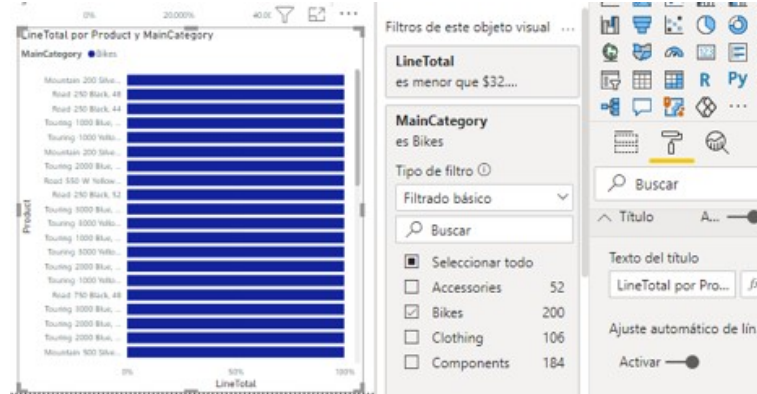 0% 20.000% 40.00
LineTotal por Product y MainCategory
MainCategory Bikes
Mountain 200 Silve...
Road 250 Black, 48
Road 250 Black, 44
Touring 1000 Blue, ...
Touring 1000 Yello...
Mountain 200 Silve...
Touring 2000 Blue, ...
Road 550 W Yellow...
Road 250 Black, 52
Touring 3000 Blue, ...
Touring 3000 Yello...
Touring 1000 Blue, ...
Touring 3000 Yello...
Touring 2000 Blue, ...
Touring 1000 Yello...
Road 750 Black, 48
Touring 3000 Blue, ...
Touring 2000 Blue, ...
Touring 2000 Blue, ...
Mountain 500 Silve...
Product
0% 50% 100%
LineTotal
Filtros de este objeto visual ...
LineTotal
es menor que $32....
MainCategory
es Bikes
Tipo de filtro
Filtrado básico
Buscar
Seleccionar todo
Accessories 52
Bikes 200
Clothing 106
Components 184
R Py
Buscar
Título A...
Texto del título
LineTotal por Pro...
Ajuste automático de lín
Activar